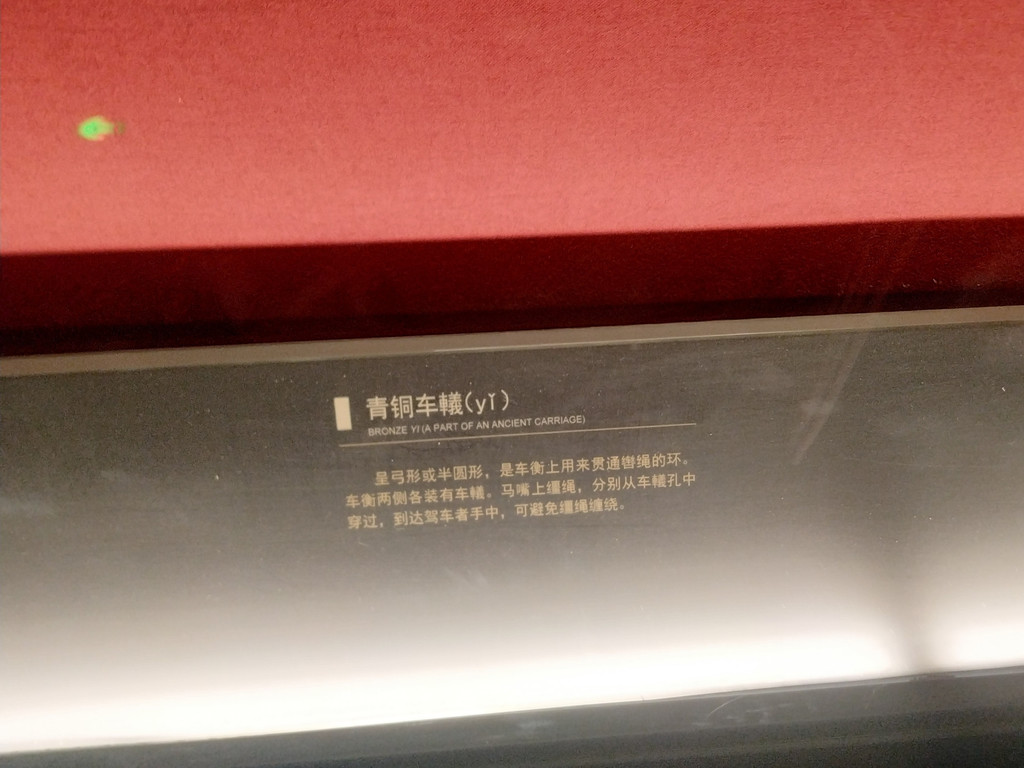 青铜车轙(yǐ)
BRONZE YI (A PART OF AN ANCIENT CARRIAGE)
呈弓形或半圆形，是车衡上用来贯通辔绳的环。
车衡两侧各装有车轙。马嘴上缰绳，分别从车轙孔中
穿过，到达驾车者手中，可避免缰绳缠绕。